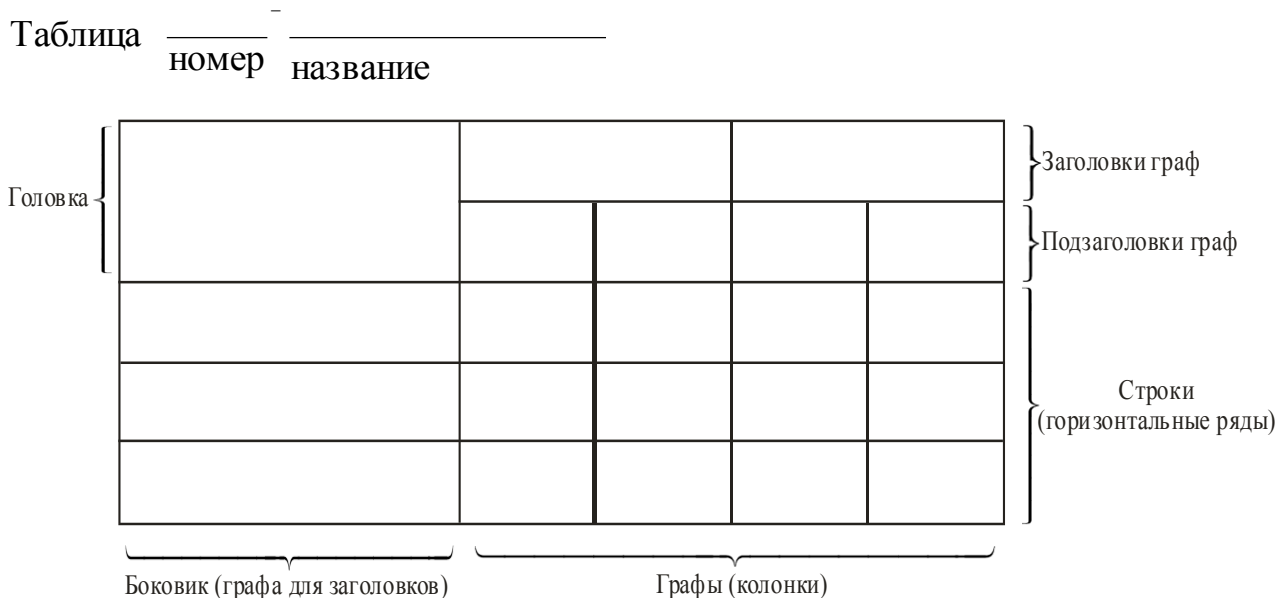 Таблица –
номер название
Заголовки граф
Головка
Подзаголовки граф
Строки
(горизонтальные ряды)
Боковик (графа для заголовков) Графы (колонки)